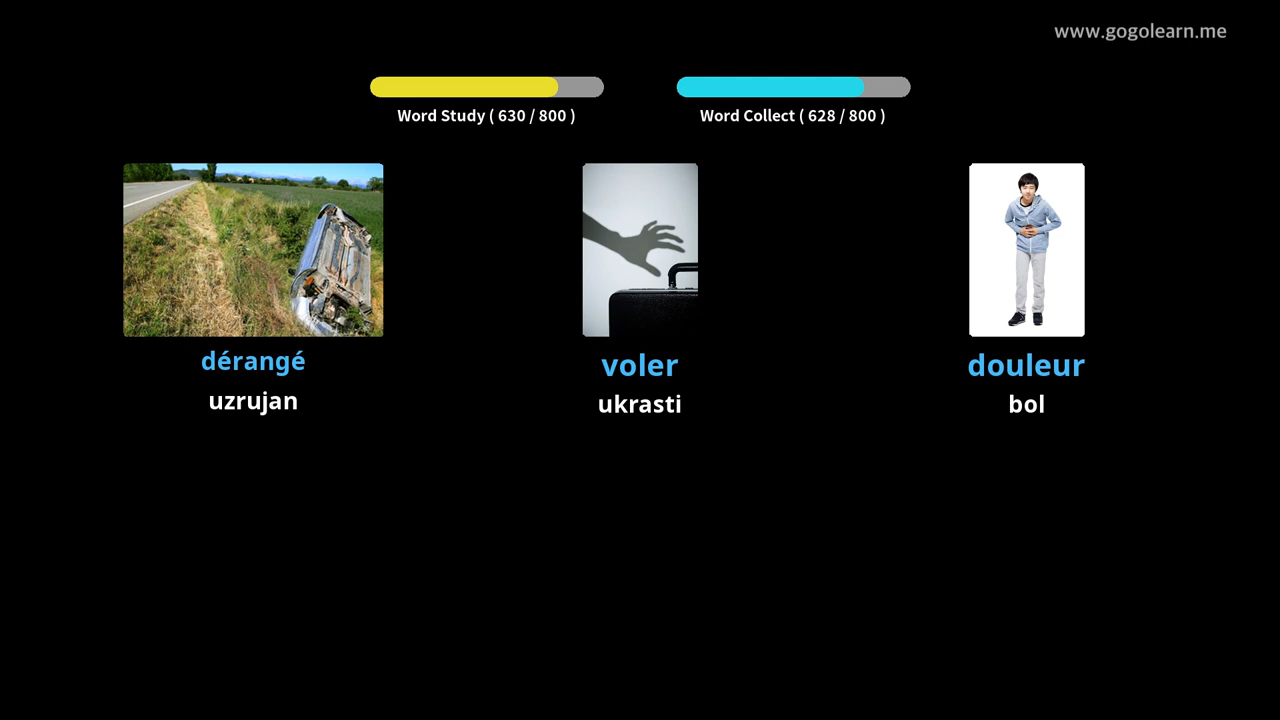 www.gogolearn.me
Word Study ( 630 / 800 )
Word Collect ( 628 / 800 )
dérangé
uzrujan
voler
ukrasti
douleur
bol